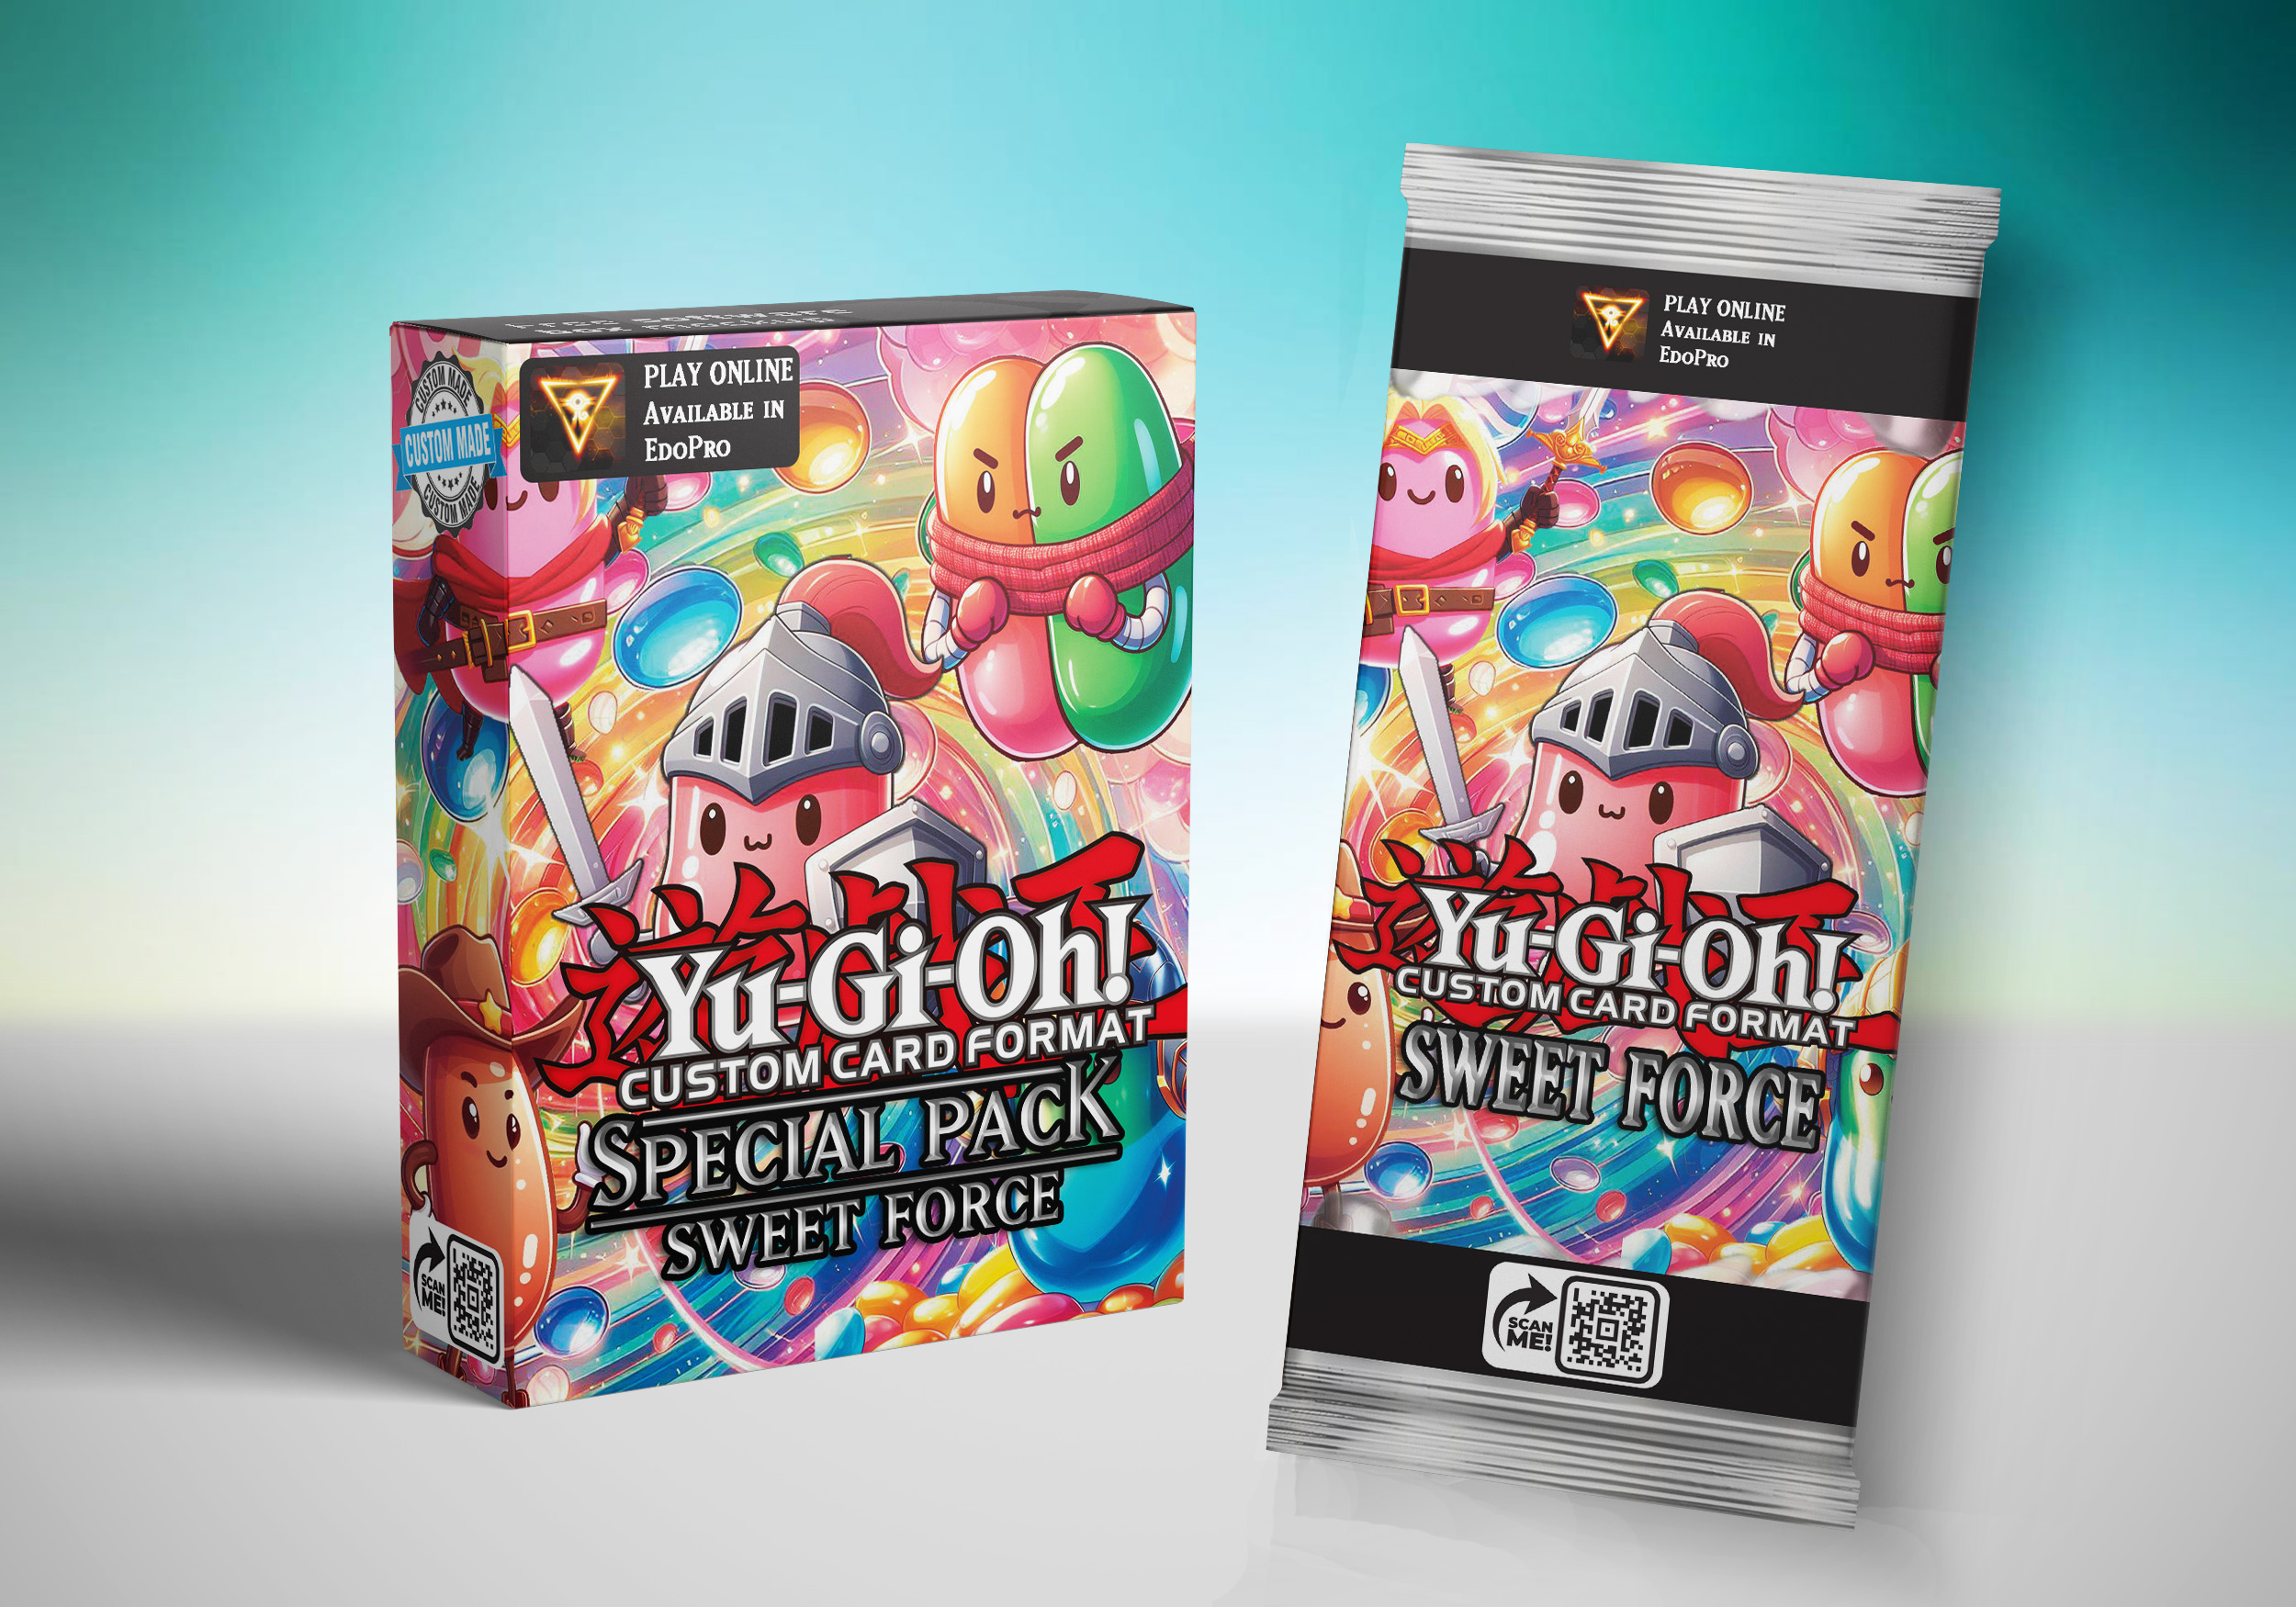 CUSTOM MADE
CUSTOM MADE
CUSTOM MADE
PLAY ONLINE
Available in
EdoPro
Yu-Gi-Oh!
CUSTOM CARD FORMAT
Special pack
Sweet Force
SCAN
ME!
PLAY ONLINE
Available in
EdoPro
Yu-Gi-Oh!
CUSTOM CARD FORMAT
SWEET FORCE
SCAN
ME!